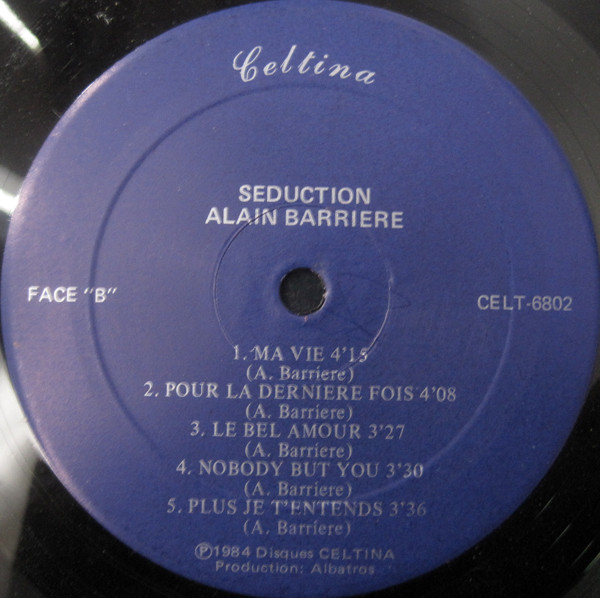 Celtina
SEDUCTION
ALAIN BARRIERE
FACE "B"
CELT-6802
1. MA VIE 4'15
(A. Barriere)
2. POUR LA DERNIERE FOIS 4'08
(A. Barriere)
3. LE BEL AMOUR 3'27
(A. Barriere)
4. NOBODY BUT YOU 3'30
(A. Barriere)
5. PLUS JE T'ENTENDS 3'36
(A. Barriere)
Ⓟ1984 Disques CELTINA
Production: Albatros